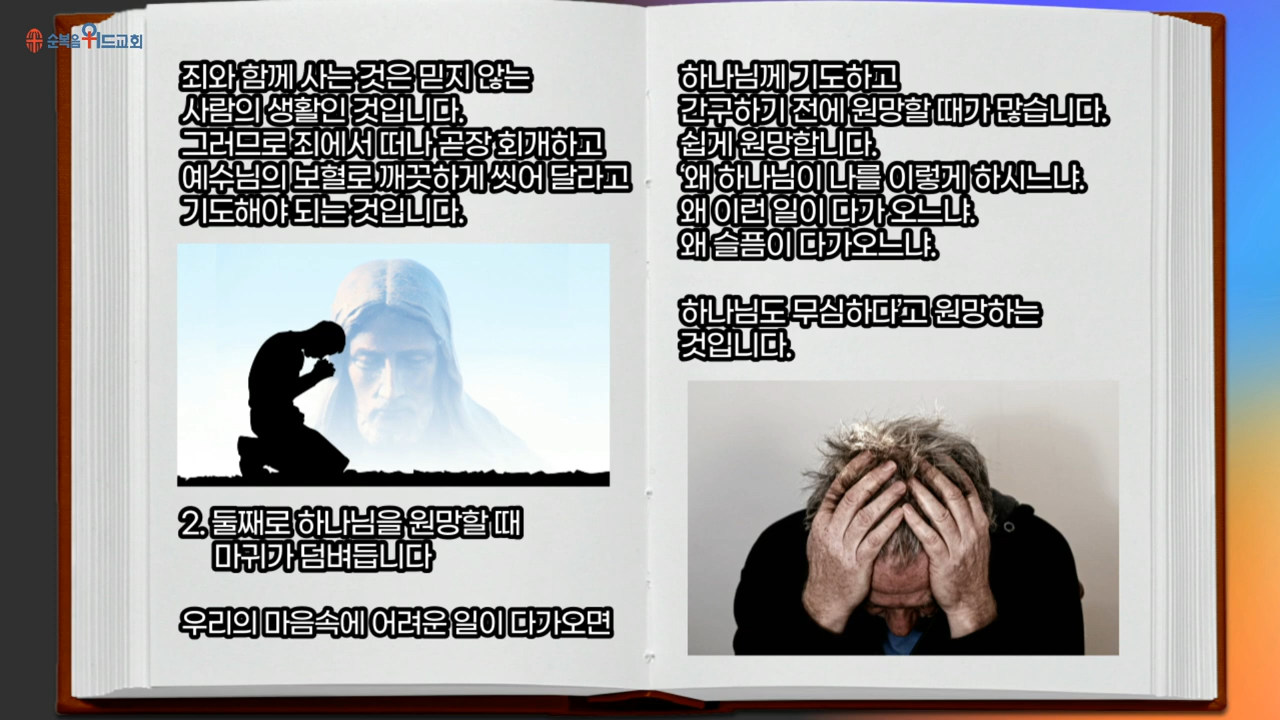 순복음위드교회
죄와 함께 사는 것은 믿지 않는
사람의 생활인 것입니다.
그러므로 죄에서 떠나 곧장 회개하고
예수님의 보혈로 깨끗하게 씻어 달라고
기도해야 되는 것입니다.
2. 둘째로 하나님을 원망할 때
마귀가 덤벼듭니다
우리의 마음속에 어려운 일이 다가오면
하나님께 기도하고
간구하기 전에 원망할 때가 많습니다.
쉽게 원망합니다.
‘왜 하나님이 나를 이렇게 하시느냐.
왜 이런 일이 다가 오느냐.
왜 슬픔이 다가오느냐.
하나님도 무심하다’고 원망하는
것입니다.